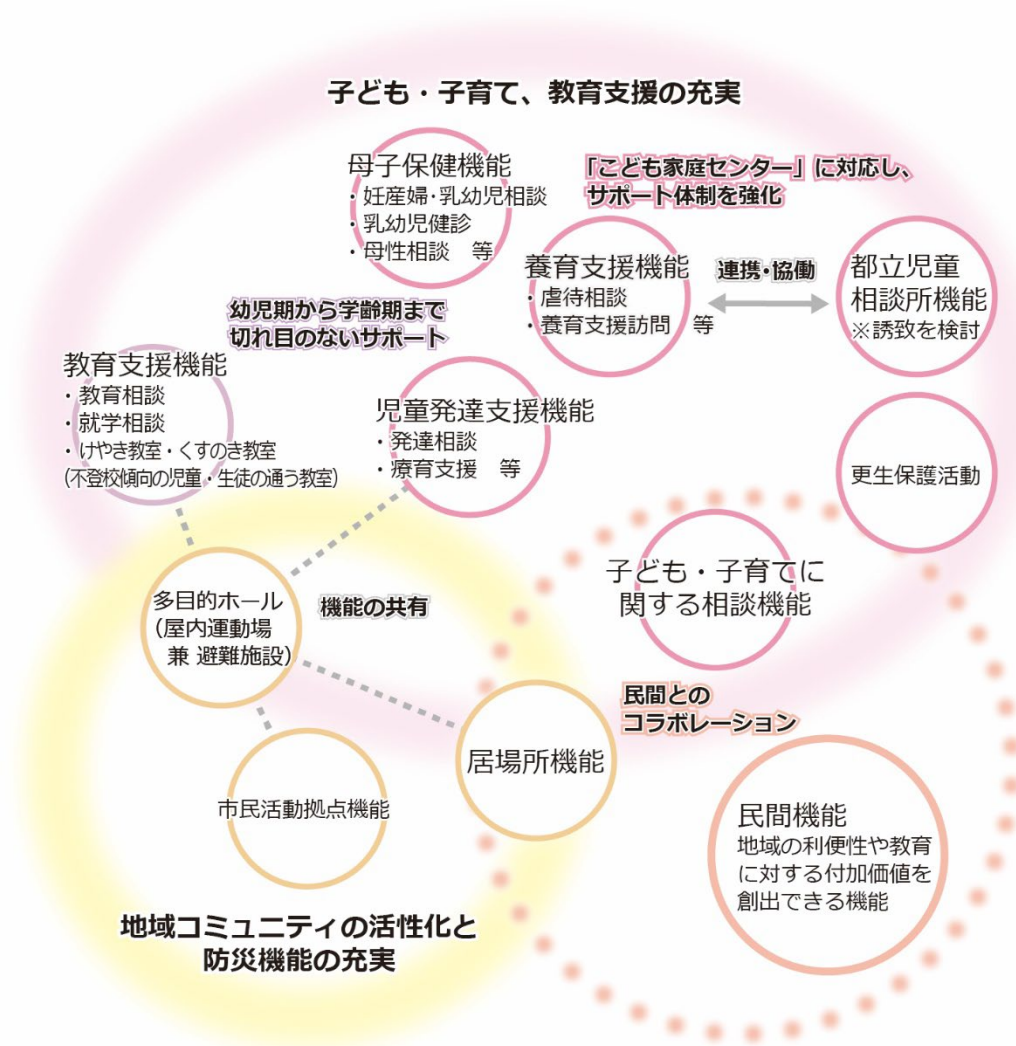 子ども・子育て、教育支援の充実
母子保健機能
・妊産婦・乳幼児相談
・乳幼児健診
・母性相談　等
「こども家庭センター」に対応し、
サポート体制を強化
養育支援機能
・虐待相談
・養育支援訪問　等
連携・協働
都立児童
相談所機能
※誘致を検討
幼児期から学齢期まで
切れ目のないサポート
教育支援機能
・教育相談
・就学相談
・けやき教室・くすのき教室
（不登校傾向の児童・生徒の通う教室）
児童発達支援機能
・発達相談
・療育支援　等
更生保護活動
子ども・子育てに
関する相談機能
多目的ホール
（屋内運動場
兼 避難施設）
機能の共有
民間との
コラボレーション
居場所機能
市民活動拠点機能
民間機能
地域の利便性や教育
に対する付加価値を
創出できる機能
地域コミュニティの活性化と
防災機能の充実